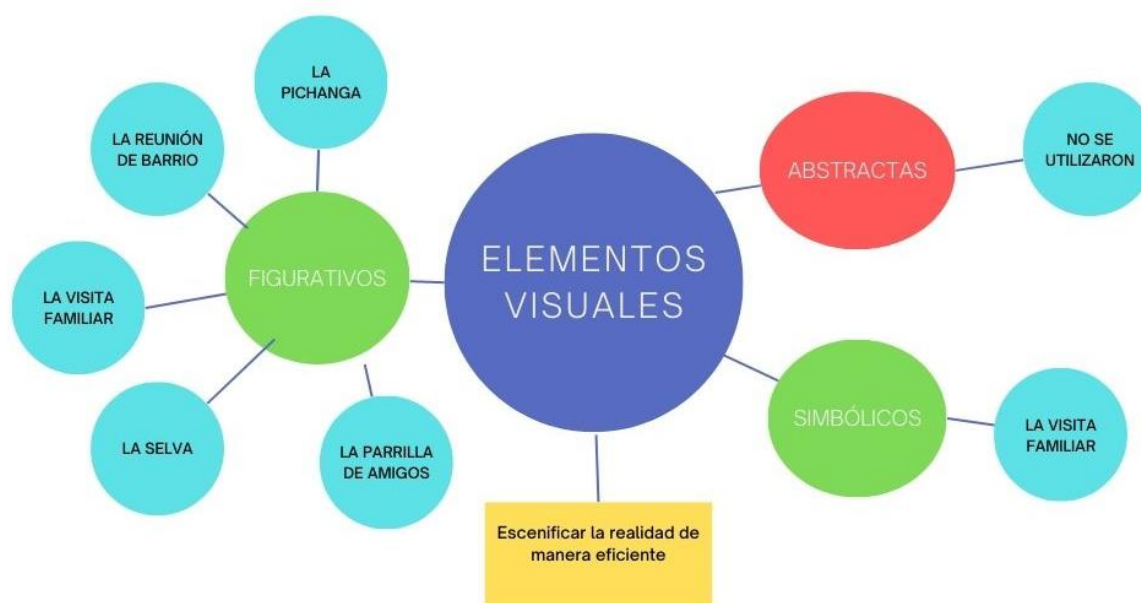 LA
PICHANGA
LA REUNIÓN
DE BARRIO
FIGURATIVOS
LA VISITA
FAMILIAR
LA SELVA
LA PARRILLA
DE AMIGOS
ELEMENTOS
VISUALES
Escenificar la realidad de
manera eficiente
ABSTRACTAS
NO SE
UTILIZARON
SIMBÓLICOS
LA VISITA
FAMILIAR